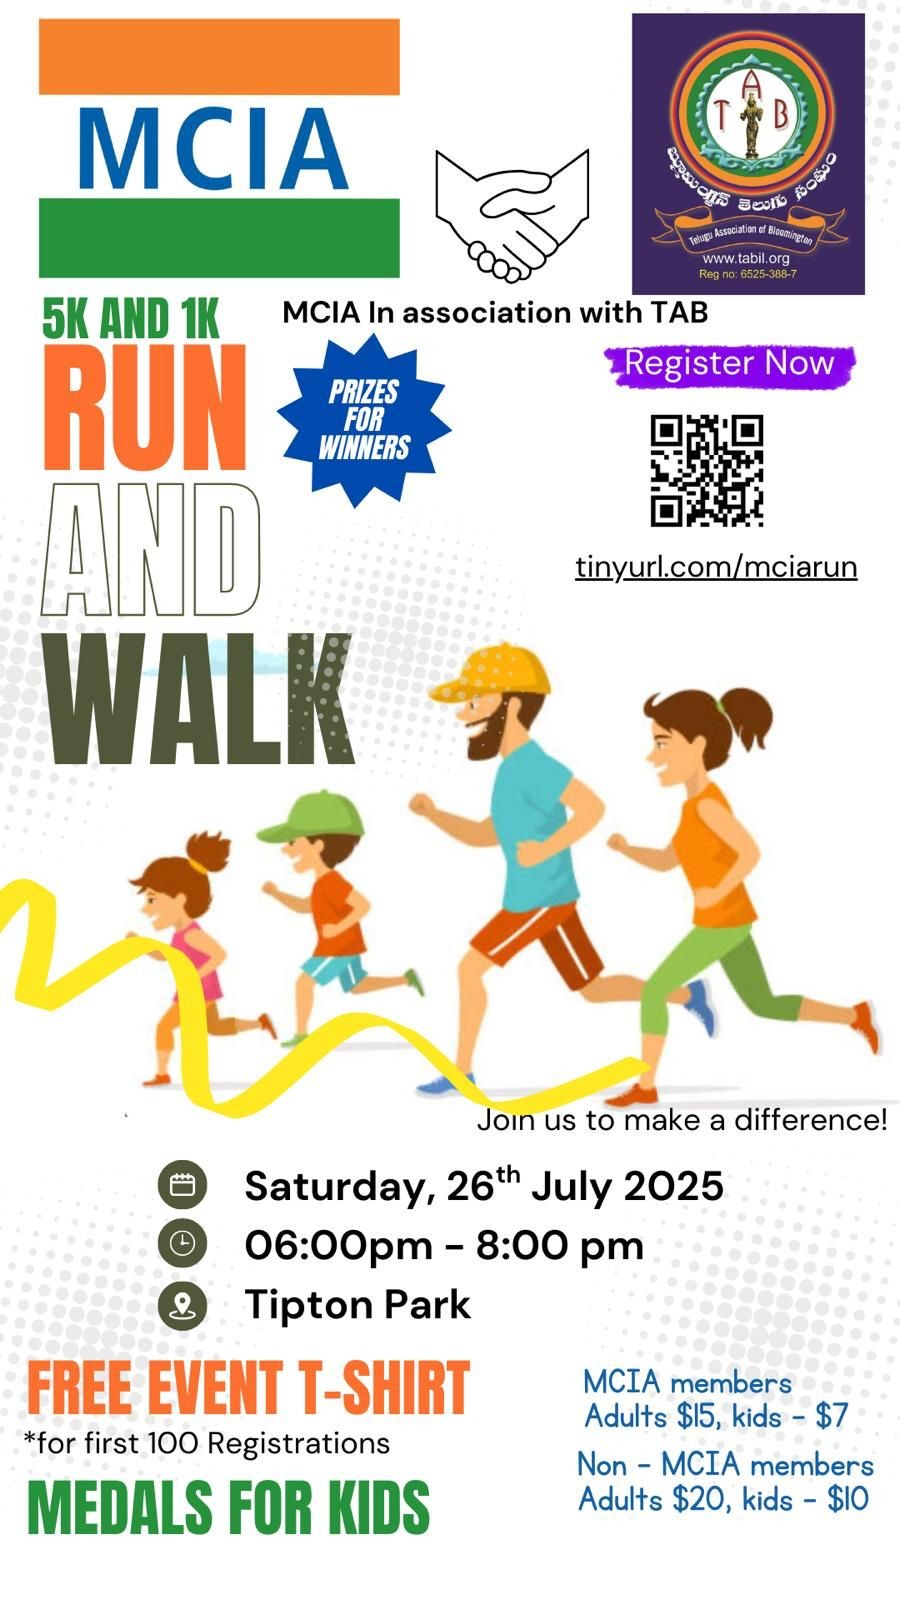 MCIA
T A B
బ్లూమింగ్టన్ తెలుగు సంఘం
Telugu Association of Bloomington
www.tabil.org
Reg no: 6525-388-7
MCIA In association with TAB
5K AND 1K
RUN
AND
WALK
PRIZES
FOR
WINNERS
Register Now
tinyurl.com/mciarun
Join us to make a difference!
Saturday, 26th July 2025
06:00pm - 8:00 pm
Tipton Park
FREE EVENT T-SHIRT
*for first 100 Registrations
MEDALS FOR KIDS
MCIA members
Adults $15, kids - $7
Non - MCIA members
Adults $20, kids - $10